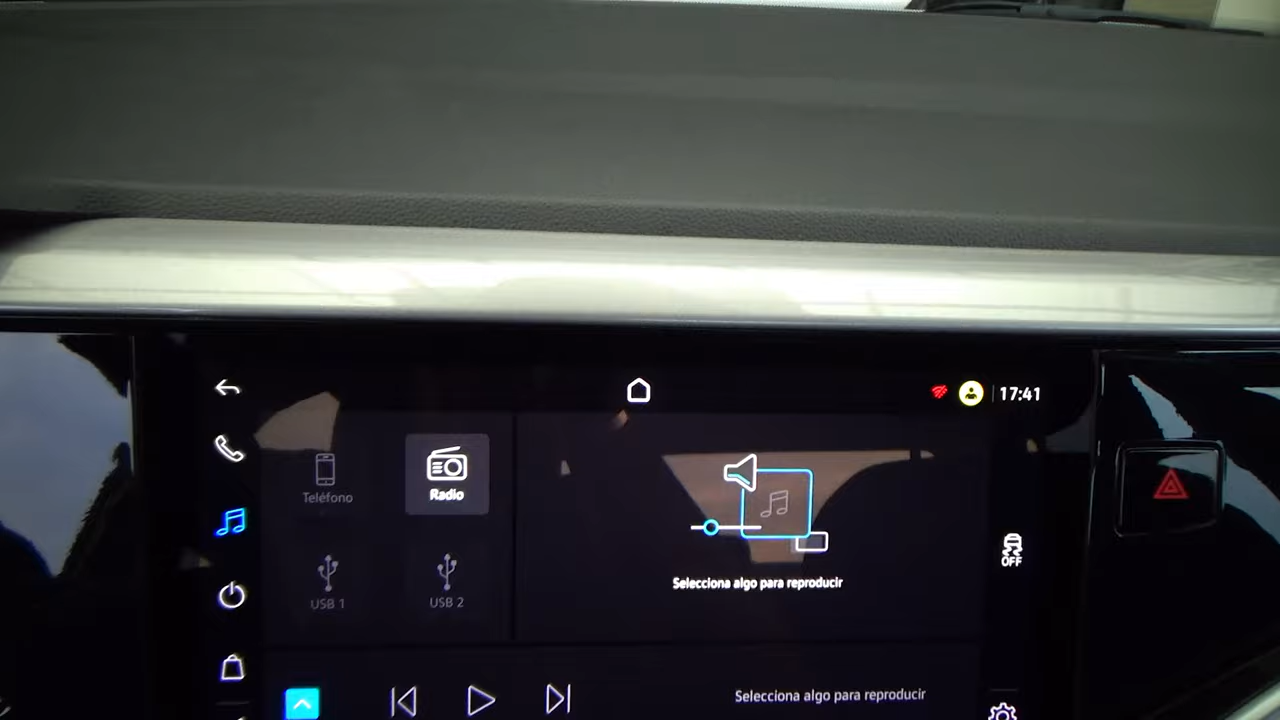 17:41
Teléfono
Radio
USB 1
USB 2
Selecciona algo para reproducir
OFF
Selecciona algo para reproducir